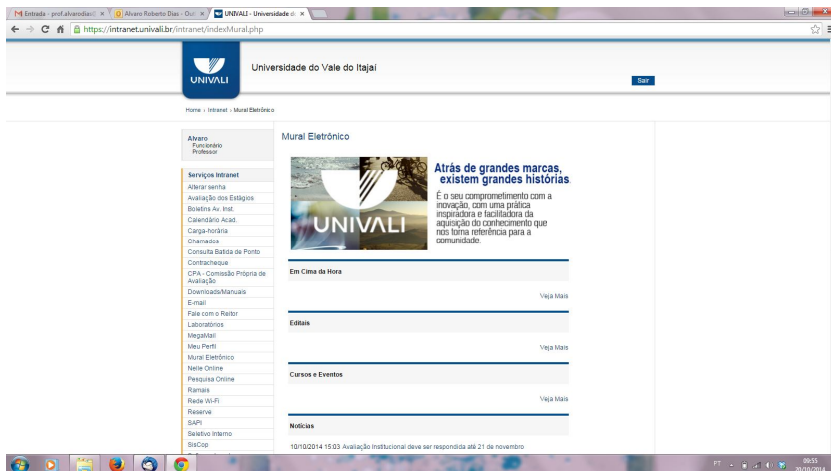 Entrada - prof.alvarodias@
Alvaro Roberto Dias - Out
UNIVALI - Universidade do
https://intranet.univali.br/intranet/indexMural.php
UNIVALI
Universidade do Vale do Itajaí
Sair
Home › Intranet › Mural Eletrônico
Alvaro
Funcionário
Professor
Serviços Intranet
Alterar senha
Avaliação dos Estágios
Boletins Av. Inst.
Calendário Acad.
Carga-horária
Chamados
Consulta Batida de Ponto
Contracheque
CPA - Comissão Própria de
Avaliação
Downloads/Manuais
E-mail
Fale com o Reitor
Laboratórios
MegaMail
Meu Perfil
Mural Eletrônico
Nelle Online
Pesquisa Online
Ramais
Rede Wi-Fi
Reserve
SAPI
Seletivo Interno
SisCop
Mural Eletrônico
UNIVALI
Atrás de grandes marcas,
existem grandes histórias.
É o seu comprometimento com a
inovação, com uma prática
inspiradora e facilitadora da
aquisição do conhecimento que
nos torna referência para a
comunidade.
Em Cima da Hora
Veja Mais
Editais
Veja Mais
Cursos e Eventos
Veja Mais
Notícias
10/10/2014 15:03 Avaliação Institucional deve ser respondida até 21 de novembro
PT
09:55
20/10/2014